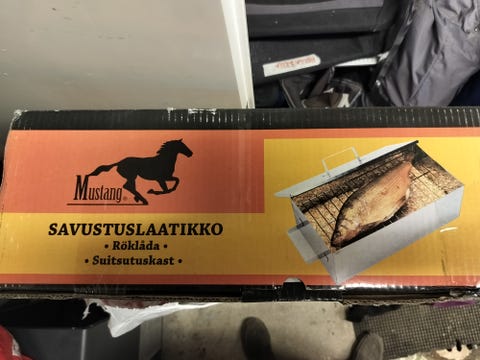 Mustang®
SAVUSTUSLAATIKKO
• Röklåda •
• Suitsutuskast •